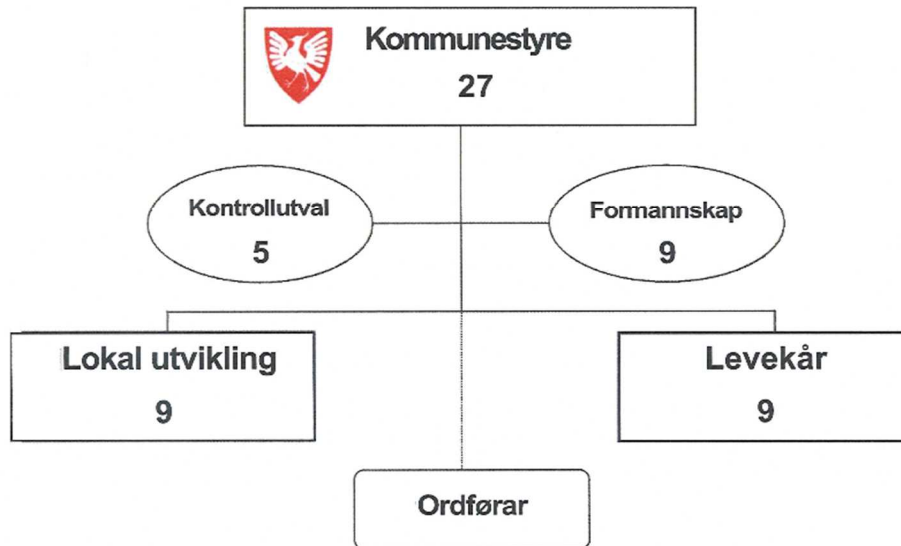 Kommunestyre
27
Kontrollutval
5
Formannskap
9
Lokal utvikling
9
Levekår
9
Ordførar